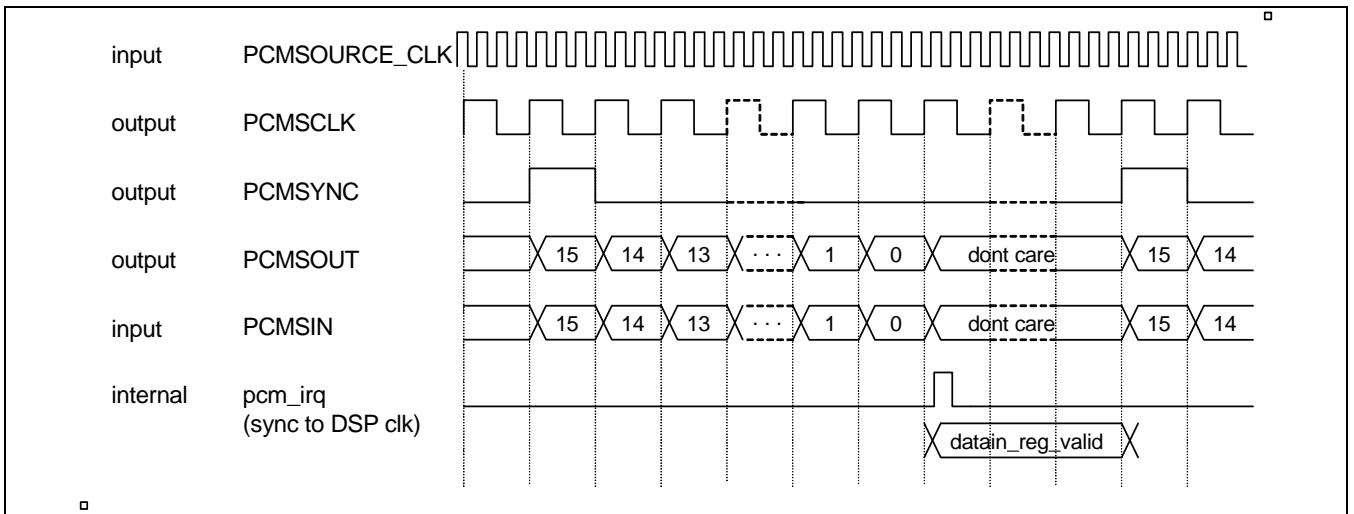 input PCMSOURCE_CLK
output PCMSCLK
output PCMSYNC
output PCMSOUT 15 14 13 · · · 1 0 dont care 15 14
input PCMSIN 15 14 13 · · · 1 0 dont care 15 14
internal pcm_irq
(sync to DSP clk)
datain_reg_valid